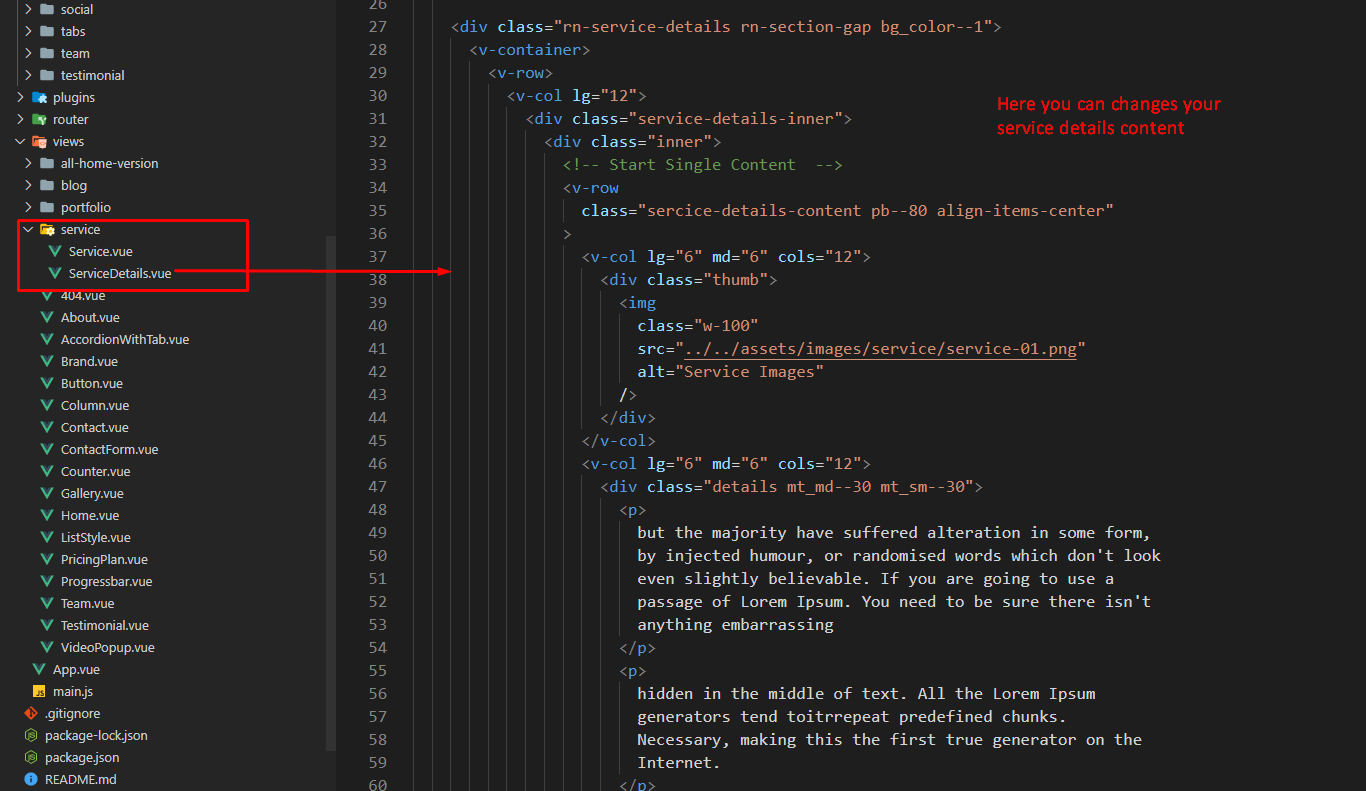 social
tabs
team
testimonial
plugins
router
views
all-home-version
blog
portfolio
service
Service.vue
ServiceDetails.vue
404.vue
About.vue
AccordionWithTab.vue
Brand.vue
Button.vue
Column.vue
Contact.vue
ContactForm.vue
Counter.vue
Gallery.vue
Home.vue
ListStyle.vue
PricingPlan.vue
Progressbar.vue
Team.vue
Testimonial.vue
VideoPopup.vue
App.vue
JS main.js
.gitignore
package-lock.json
package.json
README.md
26
27 <div class="rn-service-details rn-section-gap bg_color--1">
28 <v-container>
29 <v-row>
30 <v-col lg="12">
31 <div class="service-details-inner">
32 <div class="inner">
33 <!-- Start Single Content  -->
34 <v-row
35 class="sercice-details-content pb--80 align-items-center"
36 >
37 <v-col lg="6" md="6" cols="12">
38 <div class="thumb">
39 <img
40 class="w-100"
41 src="../../assets/images/service/service-01.png"
42 alt="Service Images"
43 />
44 </div>
45 </v-col>
46 <v-col lg="6" md="6" cols="12">
47 <div class="details mt_md--30 mt_sm--30">
48 <p>
49 but the majority have suffered alteration in some form,
50 by injected humour, or randomised words which don't look
51 even slightly believable. If you are going to use a
52 passage of Lorem Ipsum. You need to be sure there isn't
53 anything embarrassing
54 </p>
55 <p>
56 hidden in the middle of text. All the Lorem Ipsum
57 generators tend toitrrepeat predefined chunks.
58 Necessary, making this the first true generator on the
59 Internet.
60 </p>
Here you can changes your
service details content